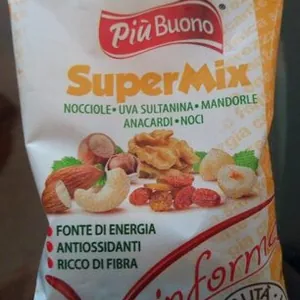 Più Buono
SuperMix
NOCCIOLE • UVA SULTANINA • MANDORLE
ANACARDI • NOCI
• FONTE DI ENERGIA
• ANTIOSSIDANTI
• RICCO DI FIBRA
informa